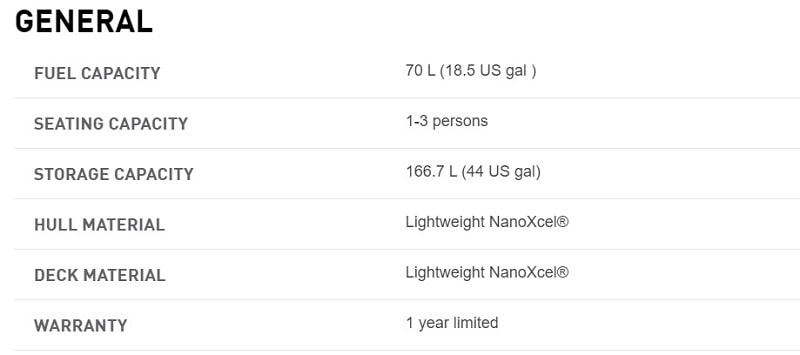 GENERAL
FUEL CAPACITY 70 L (18.5 US gal )
SEATING CAPACITY 1-3 persons
STORAGE CAPACITY 166.7 L (44 US gal)
HULL MATERIAL Lightweight NanoXcel®
DECK MATERIAL Lightweight NanoXcel®
WARRANTY 1 year limited